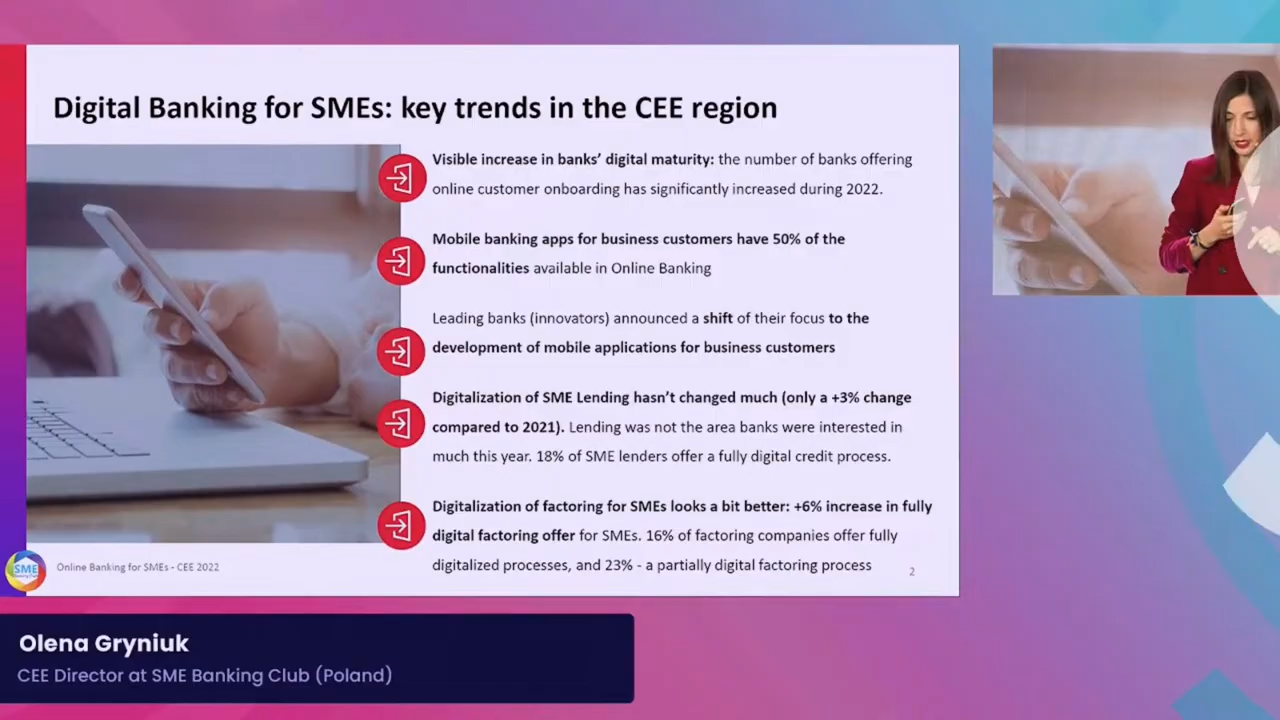 Digital Banking for SMEs: key trends in the CEE region
Visible increase in banks’ digital maturity: the number of banks offering
online customer onboarding has significantly increased during 2022.
Mobile banking apps for business customers have 50% of the
functionalities available in Online Banking
Leading banks (innovators) announced a shift of their focus to the
development of mobile applications for business customers
Digitalization of SME Lending hasn’t changed much (only a +3% change
compared to 2021). Lending was not the area banks were interested in
much this year. 18% of SME lenders offer a fully digital credit process.
Digitalization of factoring for SMEs looks a bit better: +6% increase in fully
digital factoring offer for SMEs. 16% of factoring companies offer fully
digitalized processes, and 23% - a partially digital factoring process
SME
Banking Club
Online Banking for SMEs - CEE 2022
2
Olena Gryniuk
CEE Director at SME Banking Club (Poland)